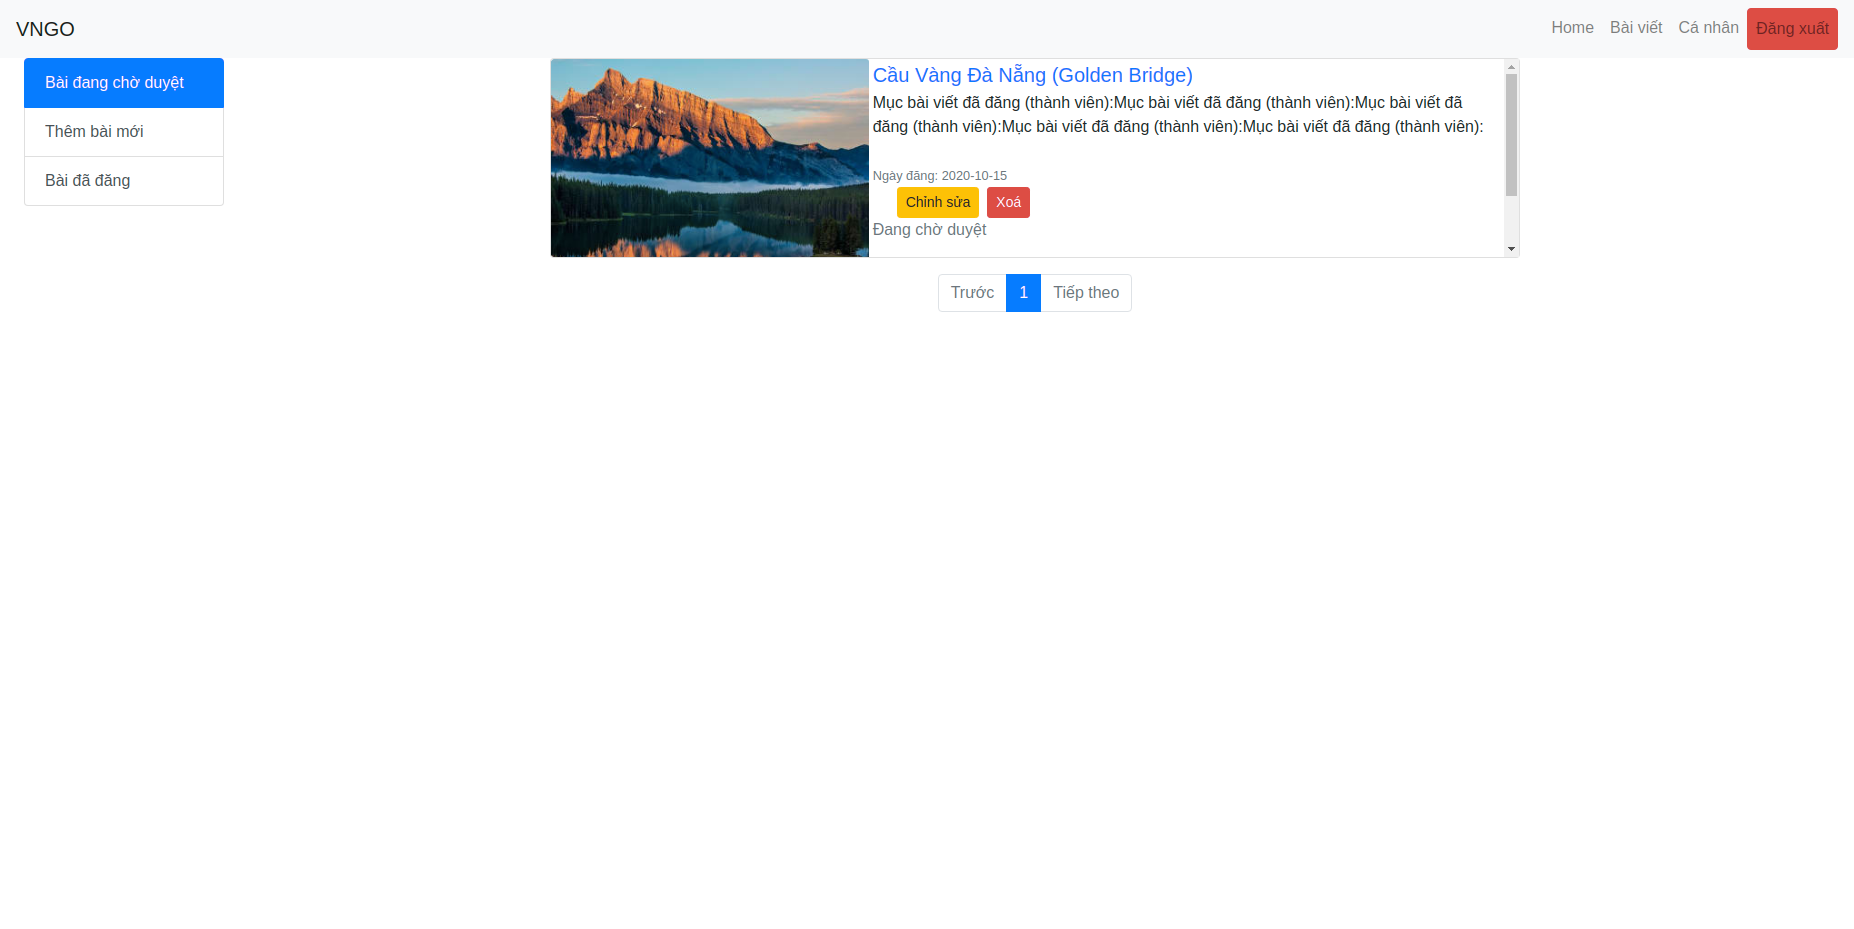 VNGO
Home
Bài viết
Cá nhân
Đăng xuất
Bài đang chờ duyệt
Thêm bài mới
Bài đã đăng
Cầu Vàng Đà Nẵng (Golden Bridge)
Mục bài viết đã đăng (thành viên):Mục bài viết đã đăng (thành viên):Mục bài viết đã
đăng (thành viên):Mục bài viết đã đăng (thành viên):Mục bài viết đã đăng (thành viên):
Ngày đăng: 2020-10-15
Chỉnh sửa
Xoá
Đang chờ duyệt
Trước
1
Tiếp theo